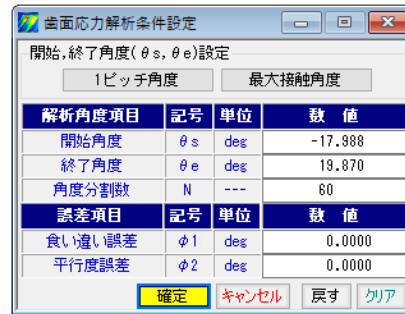 歯面応力解析条件設定
開始,終了角度(θs,θe)設定
1ピッチ角度 最大接触角度
解析角度項目 記号 単位 数 値
開始角度 θs deg -17.988
終了角度 θe deg 19.870
角度分割数 N --- 60
誤差項目 記号 単位 数 値
食い違い誤差 φ1 deg 0.0000
平行度誤差 φ2 deg 0.0000
確定 キャンセル 戻す クリア